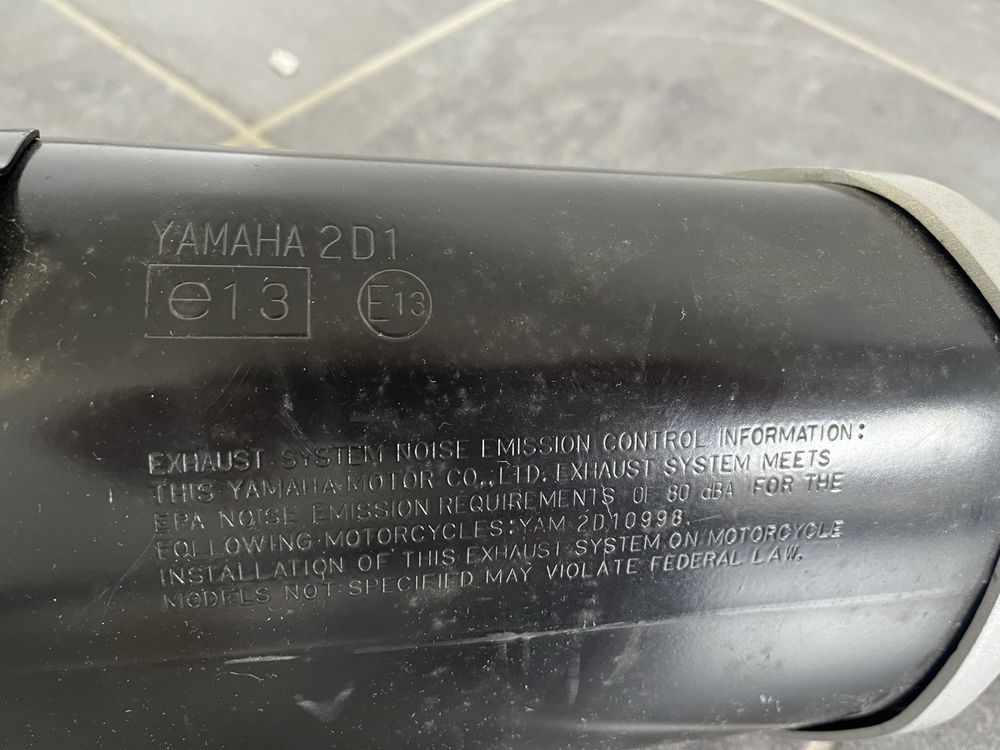 YAMAHA 2D1
e13 E13
EXHAUST SYSTEM NOISE EMISSION CONTROL INFORMATION:
THIS YAMAHA MOTOR CO., LTD. EXHAUST SYSTEM MEETS
EPA NOISE EMISSION REQUIREMENTS OF 80 dBA FOR THE
FOLLOWING MOTORCYCLES: YAM 2D10998.
INSTALLATION OF THIS EXHAUST SYSTEM ON MOTORCYCLE
MODELS NOT SPECIFIED MAY VIOLATE FEDERAL LAW.